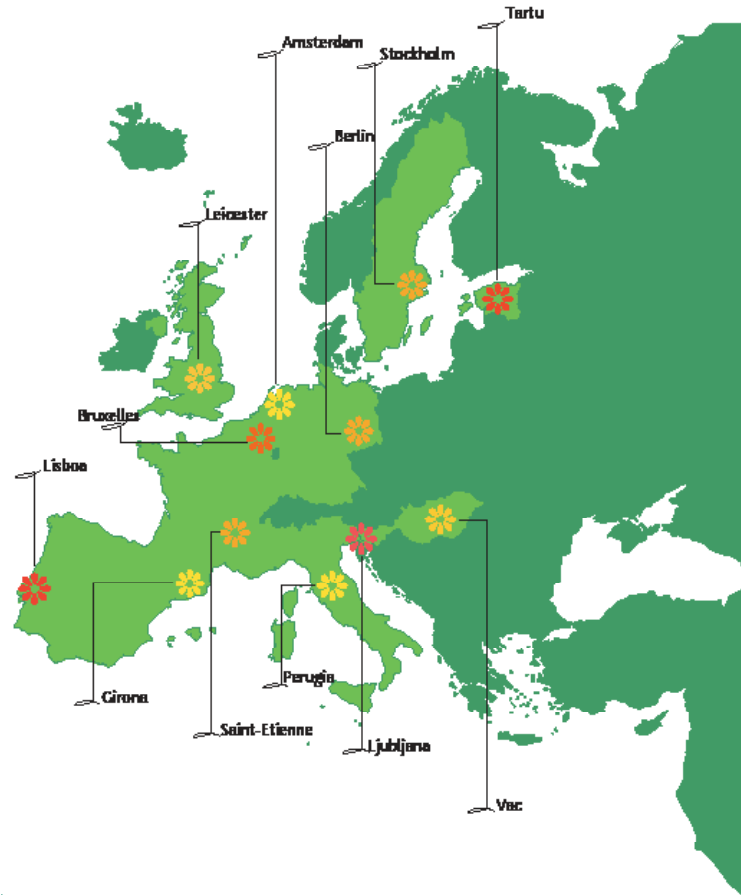 Tartu
Amsterdam
Stockholm
Berlin
Leicester
Bruxelles
Lisboa
Perugia
Girona
Saint-Etienne
Ljubljana
Vac